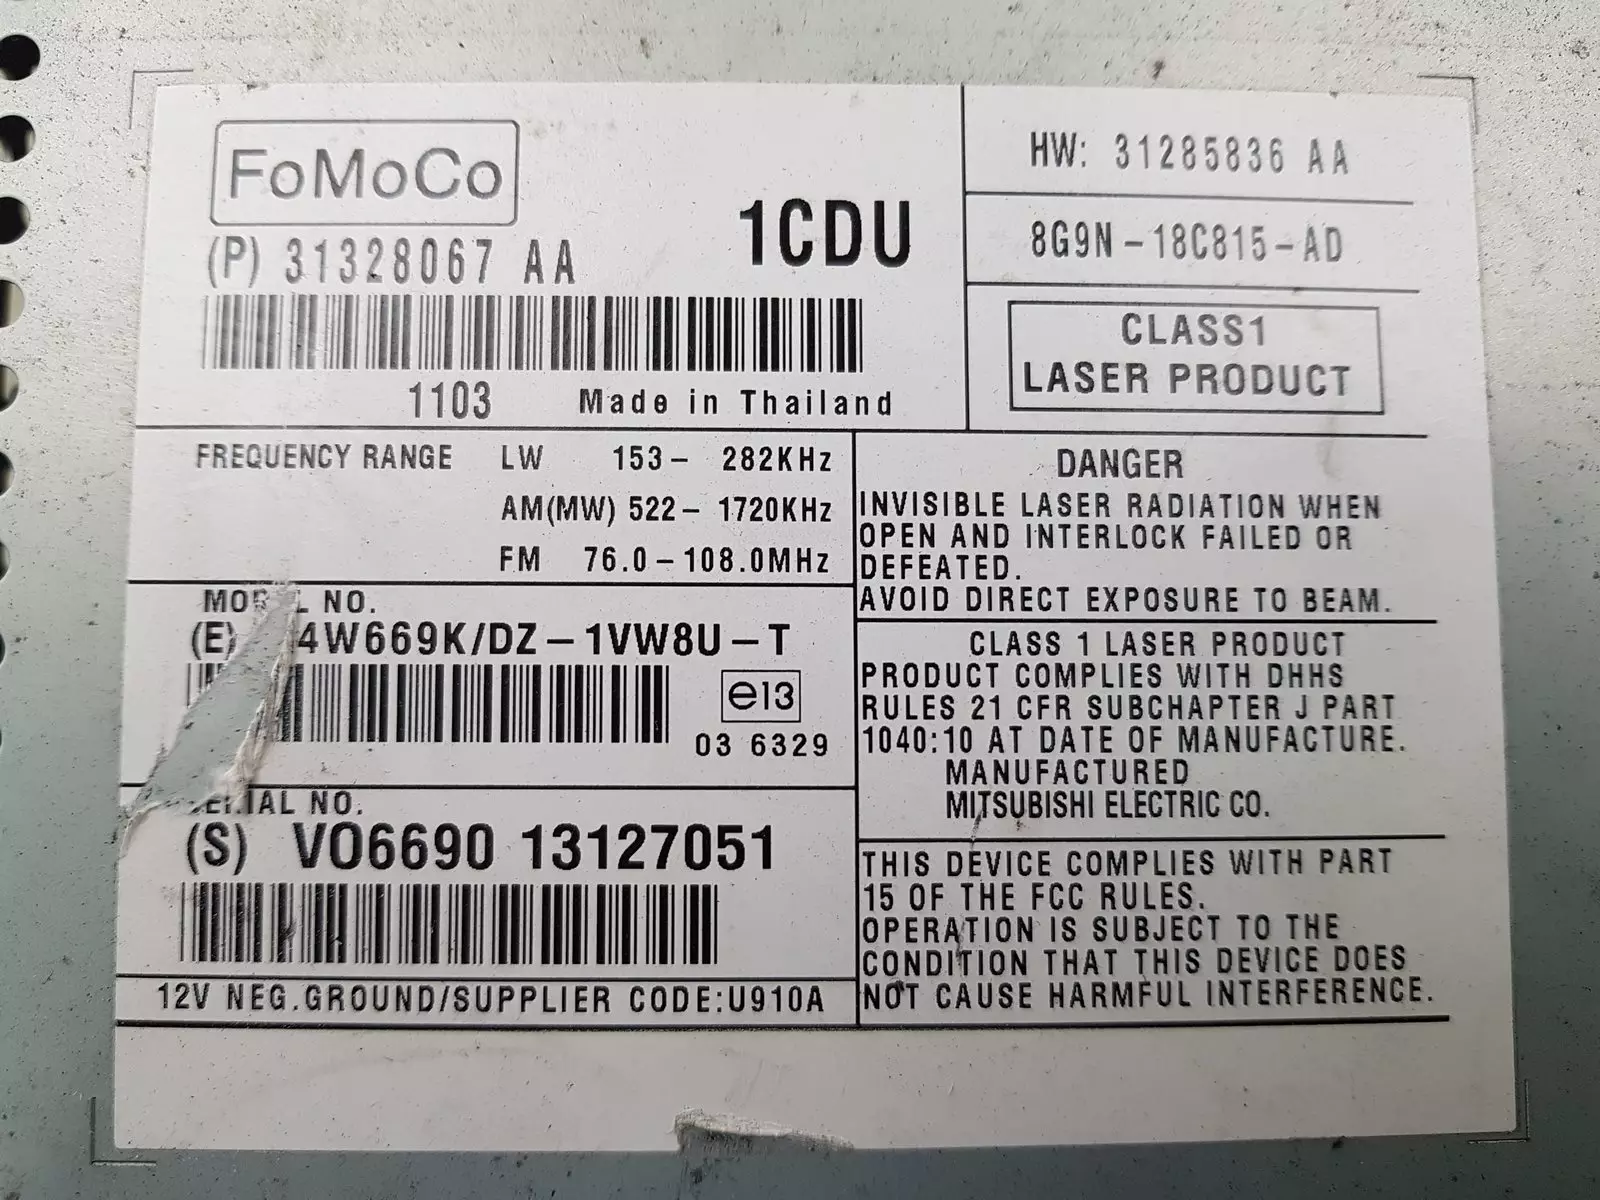 FoMoCo
1CDU
(P) 31328067 AA
1103 Made in Thailand
HW: 31285836 AA
8G9N-18C815-AD
CLASS1
LASER PRODUCT
FREQUENCY RANGE LW 153- 282KHz
AM(MW) 522- 1720KHz
FM 76.0-108.0MHz
NO.
(E) 4W669K/DZ-1VW8U-T
e13
03 6329
NO.
(S) VO6690 13127051
12V NEG.GROUND/SUPPLIER CODE:U910A
DANGER
INVISIBLE LASER RADIATION WHEN
OPEN AND INTERLOCK FAILED OR
DEFEATED.
AVOID DIRECT EXPOSURE TO BEAM.
CLASS 1 LASER PRODUCT
PRODUCT COMPLIES WITH DHHS
RULES 21 CFR SUBCHAPTER J PART
1040:10 AT DATE OF MANUFACTURE.
MANUFACTURED
MITSUBISHI ELECTRIC CO.
THIS DEVICE COMPLIES WITH PART
15 OF THE FCC RULES.
OPERATION IS SUBJECT TO THE
CONDITION THAT THIS DEVICE DOES
NOT CAUSE HARMFUL INTERFERENCE.